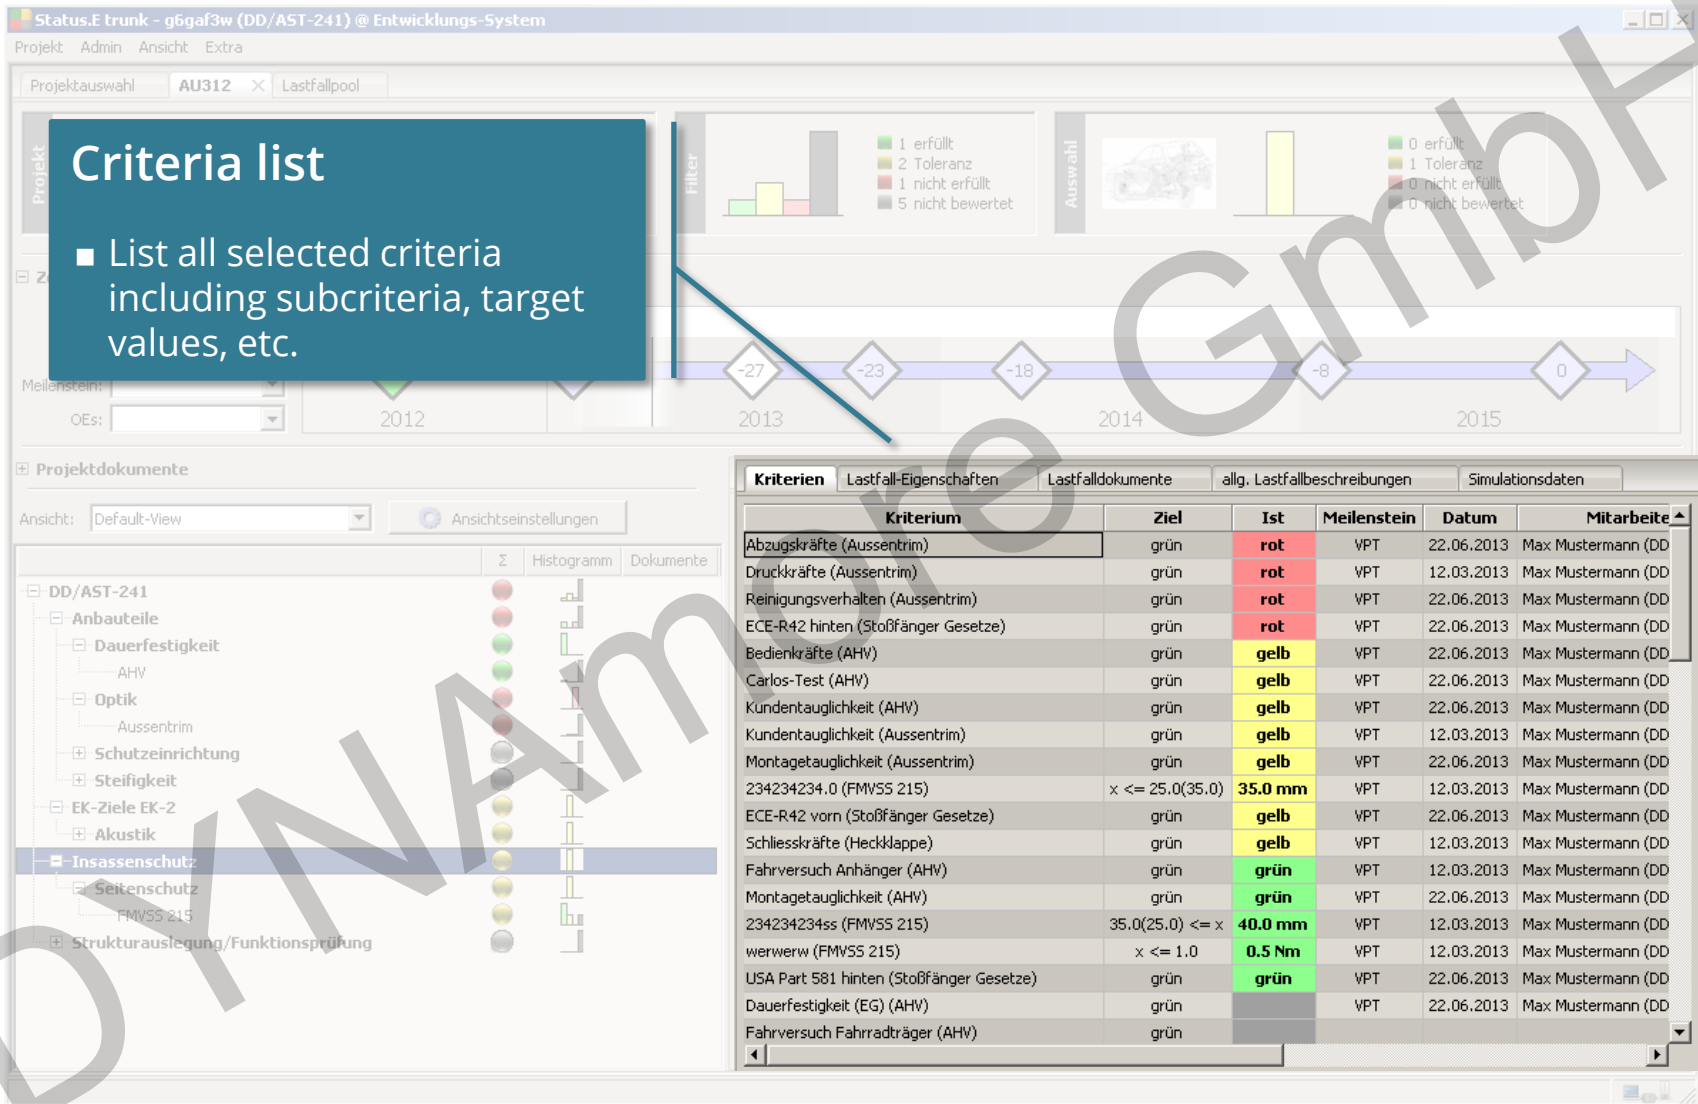 Status.E trunk - g6gaf3w (DD/AST-241) @ Entwicklungs-System
Projekt Admin Ansicht Extra
Projektauswahl AU312 Lastfallpool
Projekt
Criteria list
■ List all selected criteria
including subcriteria, target
values, etc.
Filter
1 erfüllt
2 Toleranz
1 nicht erfüllt
5 nicht bewertet
Auswahl
0 erfüllt
1 Toleranz
0 nicht erfüllt
0 nicht bewertet
Meilenstein:
OEs:
-27 -23 -18 -8 0
2012 2013 2014 2015
Projektdokumente
Ansicht: Default-View Ansichtseinstellungen
Σ Histogramm Dokumente
DD/AST-241
Anbauteile
Dauerfestigkeit
AHV
Optik
Aussentrim
Schutzeinrichtung
Steifigkeit
EK-Ziele EK-2
Akustik
Insassenschutz
Seitenschutz
FMVSS 215
Strukturauslegung/Funktionsprüfung
Kriterien Lastfall-Eigenschaften Lastfalldokumente allg. Lastfallbeschreibungen Simulationsdaten
Kriterium Ziel Ist Meilenstein Datum Mitarbeite
Abzugskräfte (Aussentrim) grün rot VPT 22.06.2013 Max Mustermann (DD
Druckkräfte (Aussentrim) grün rot VPT 12.03.2013 Max Mustermann (DD
Reinigungsverhalten (Aussentrim) grün rot VPT 22.06.2013 Max Mustermann (DD
ECE-R42 hinten (Stoßfänger Gesetze) grün rot VPT 22.06.2013 Max Mustermann (DD
Bedienkräfte (AHV) grün gelb VPT 22.06.2013 Max Mustermann (DD
Carlos-Test (AHV) grün gelb VPT 22.06.2013 Max Mustermann (DD
Kundentauglichkeit (AHV) grün gelb VPT 22.06.2013 Max Mustermann (DD
Kundentauglichkeit (Aussentrim) grün gelb VPT 12.03.2013 Max Mustermann (DD
Montagetauglichkeit (Aussentrim) grün gelb VPT 22.06.2013 Max Mustermann (DD
234234234.0 (FMVSS 215) x <= 25.0(35.0) 35.0 mm VPT 12.03.2013 Max Mustermann (DD
ECE-R42 vorn (Stoßfänger Gesetze) grün gelb VPT 22.06.2013 Max Mustermann (DD
Schliesskräfte (Heckklappe) grün gelb VPT 12.03.2013 Max Mustermann (DD
Fahrversuch Anhänger (AHV) grün grün VPT 12.03.2013 Max Mustermann (DD
Montagetauglichkeit (AHV) grün grün VPT 22.06.2013 Max Mustermann (DD
234234234ss (FMVSS 215) 35.0(25.0) <= x 40.0 mm VPT 12.03.2013 Max Mustermann (DD
werwerw (FMVSS 215) x <= 1.0 0.5 Nm VPT 12.03.2013 Max Mustermann (DD
USA Part 581 hinten (Stoßfänger Gesetze) grün grün VPT 22.06.2013 Max Mustermann (DD
Dauerfestigkeit (EG) (AHV) grün VPT 22.06.2013 Max Mustermann (DD
Fahrversuch Fahrradträger (AHV) grün
DYNAmore GmbH